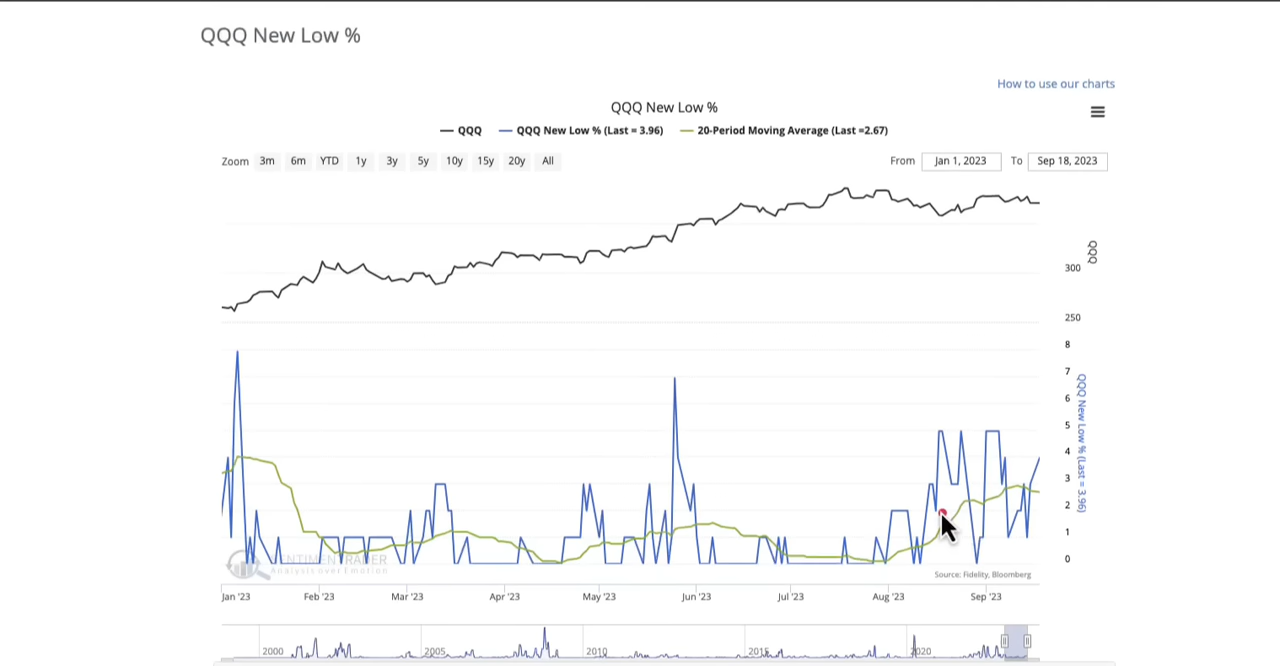 QQQ New Low %
How to use our charts
QQQ New Low %
QQQ QQQ New Low % (Last = 3.96) 20-Period Moving Average (Last =2.67)
Zoom 3m 6m YTD 1y 3y 5y 10y 15y 20y All From Jan 1, 2023 To Sep 18, 2023
QQQ
300
250
8
7
6
5
4
3
2
1
0
QQQ New Low % (Last = 3.96)
SENTIMENTRADER
Analysis over Emotion
Source: Fidelity, Bloomberg
Jan '23 Feb '23 Mar '23 Apr '23 May '23 Jun '23 Jul '23 Aug '23 Sep '23
2000 2005 2010 2015 2020